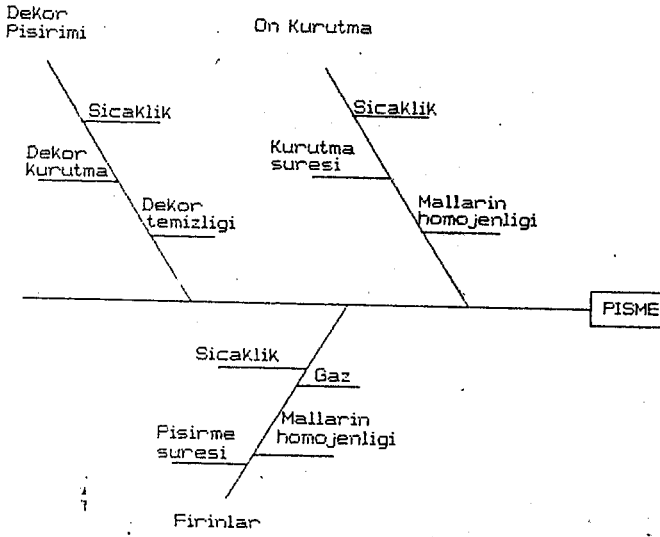 Dekor
Pisirimi
On Kurutma
Sicaklik
Sicaklik
Dekor
Kurutma
Kurutma
suresi
Dekor
temizligi
Mallarin
homojenligi
PISME
Sicaklik
Gaz
Mallarin
homojenligi
Pisirme
suresi
Firinlar